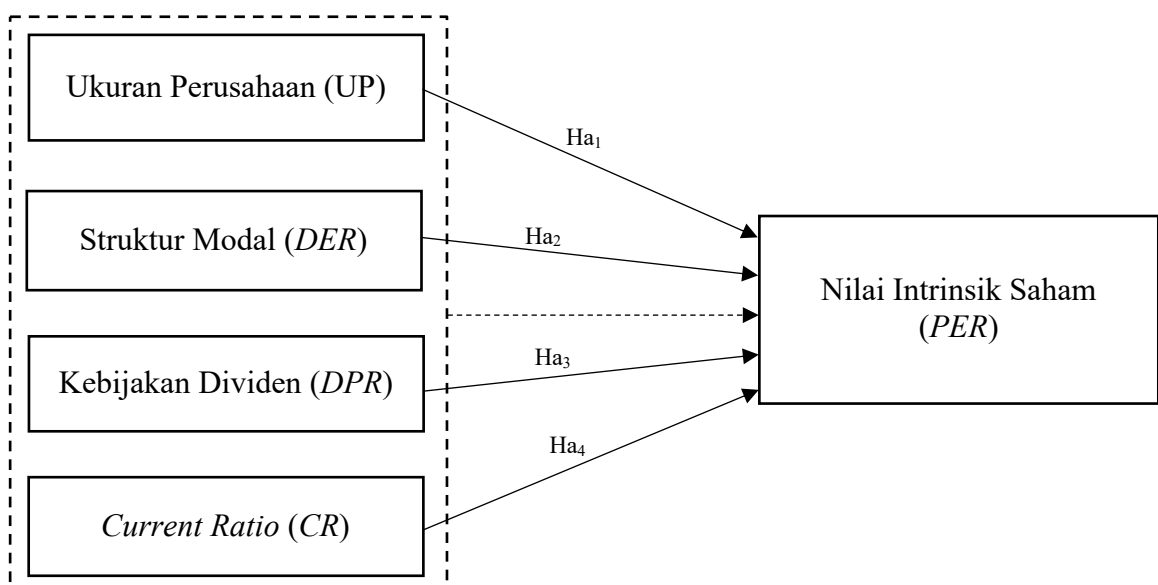 Ukuran Perusahaan (UP)
Ha₁
Struktur Modal (DER)
Ha₂
Nilai Intrinsik Saham
(PER)
Kebijakan Dividen (DPR)
Ha₃
Ha₄
Current Ratio (CR)